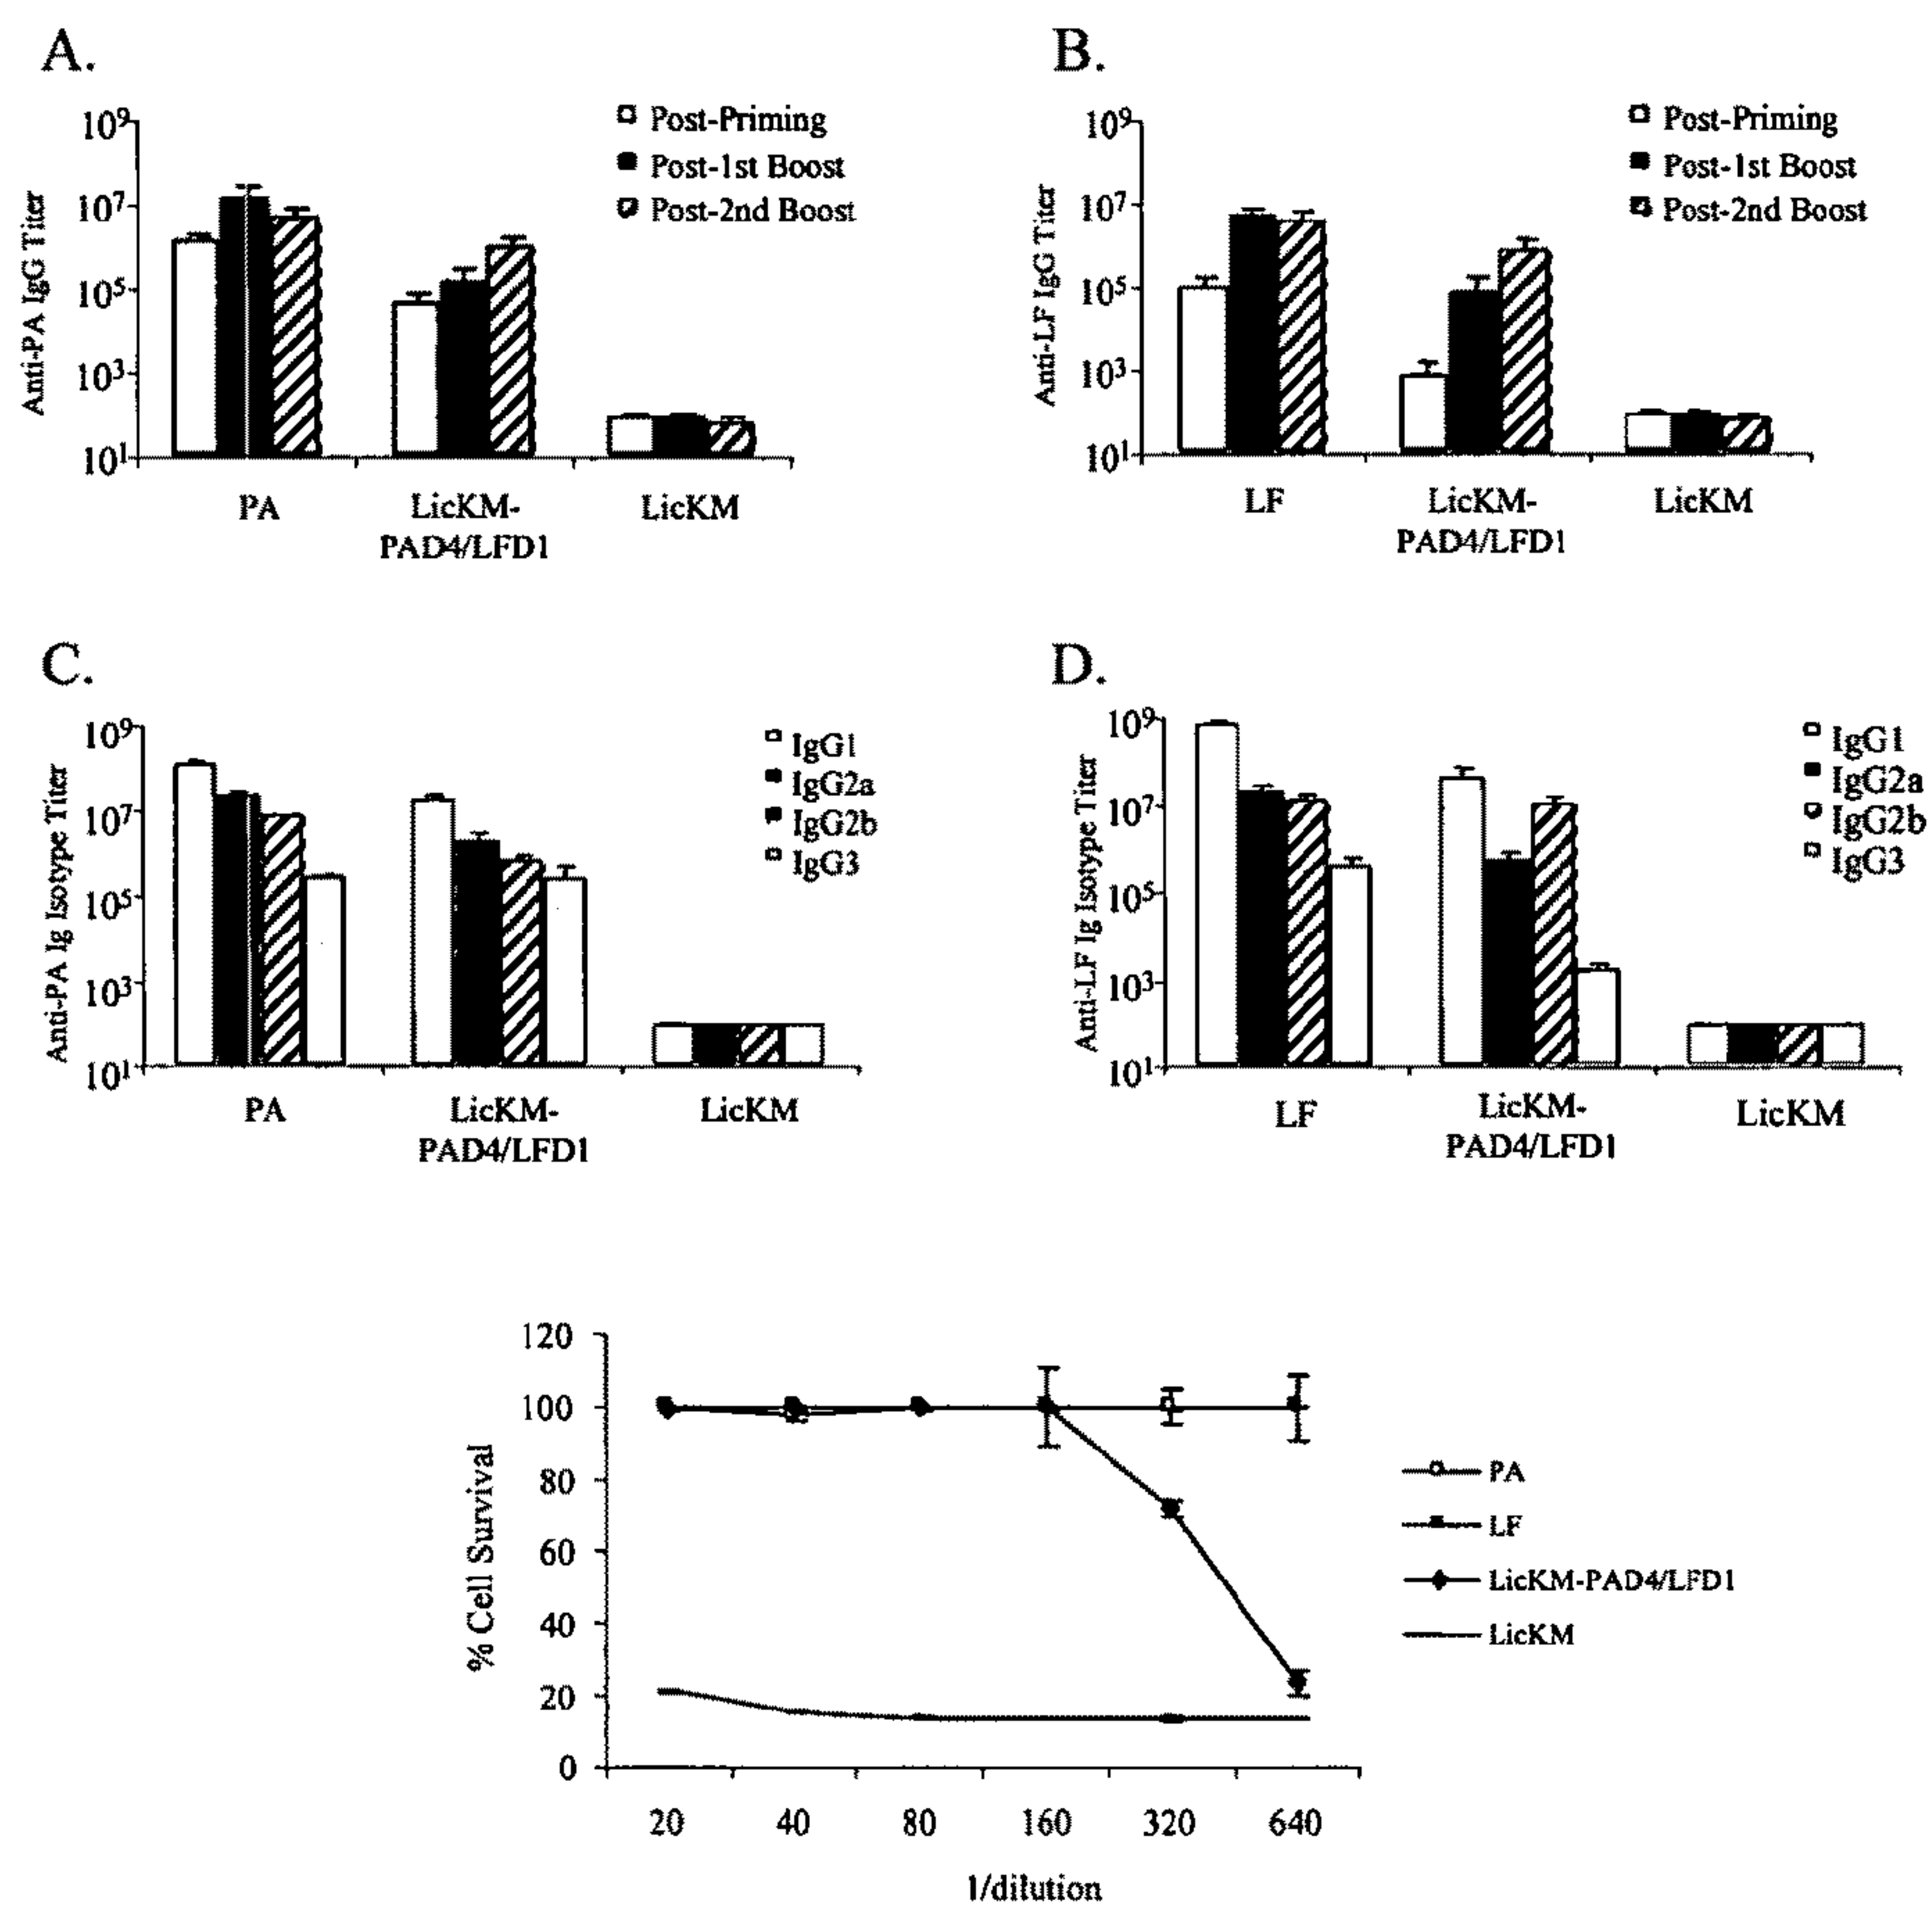 A.
Anti-PA IgG Titer
10⁹
10⁷
10⁵
10³
10¹
Post-Priming
Post-1st Boost
Post-2nd Boost
PA
LicKM-
PAD4/LFD1
LicKM
B.
Anti-LF IgG Titer
10⁹
10⁷
10⁵
10³
10¹
Post-Priming
Post-1st Boost
Post-2nd Boost
LF
LicKM-
PAD4/LFD1
LicKM
C.
Anti-PA Ig Isotype Titer
10⁹
10⁷
10⁵
10³
10¹
IgG1
IgG2a
IgG2b
IgG3
PA
LicKM-
PAD4/LFD1
LicKM
D.
Anti-LF Ig Isotype Titer
10⁹
10⁷
10⁵
10³
10¹
IgG1
IgG2a
IgG2b
IgG3
LF
LicKM-
PAD4/LFD1
LicKM
% Cell Survival
120
100
80
60
40
20
0
20 40 80 160 320 640
1/dilution
PA
LF
LicKM-PAD4/LFD1
LicKM